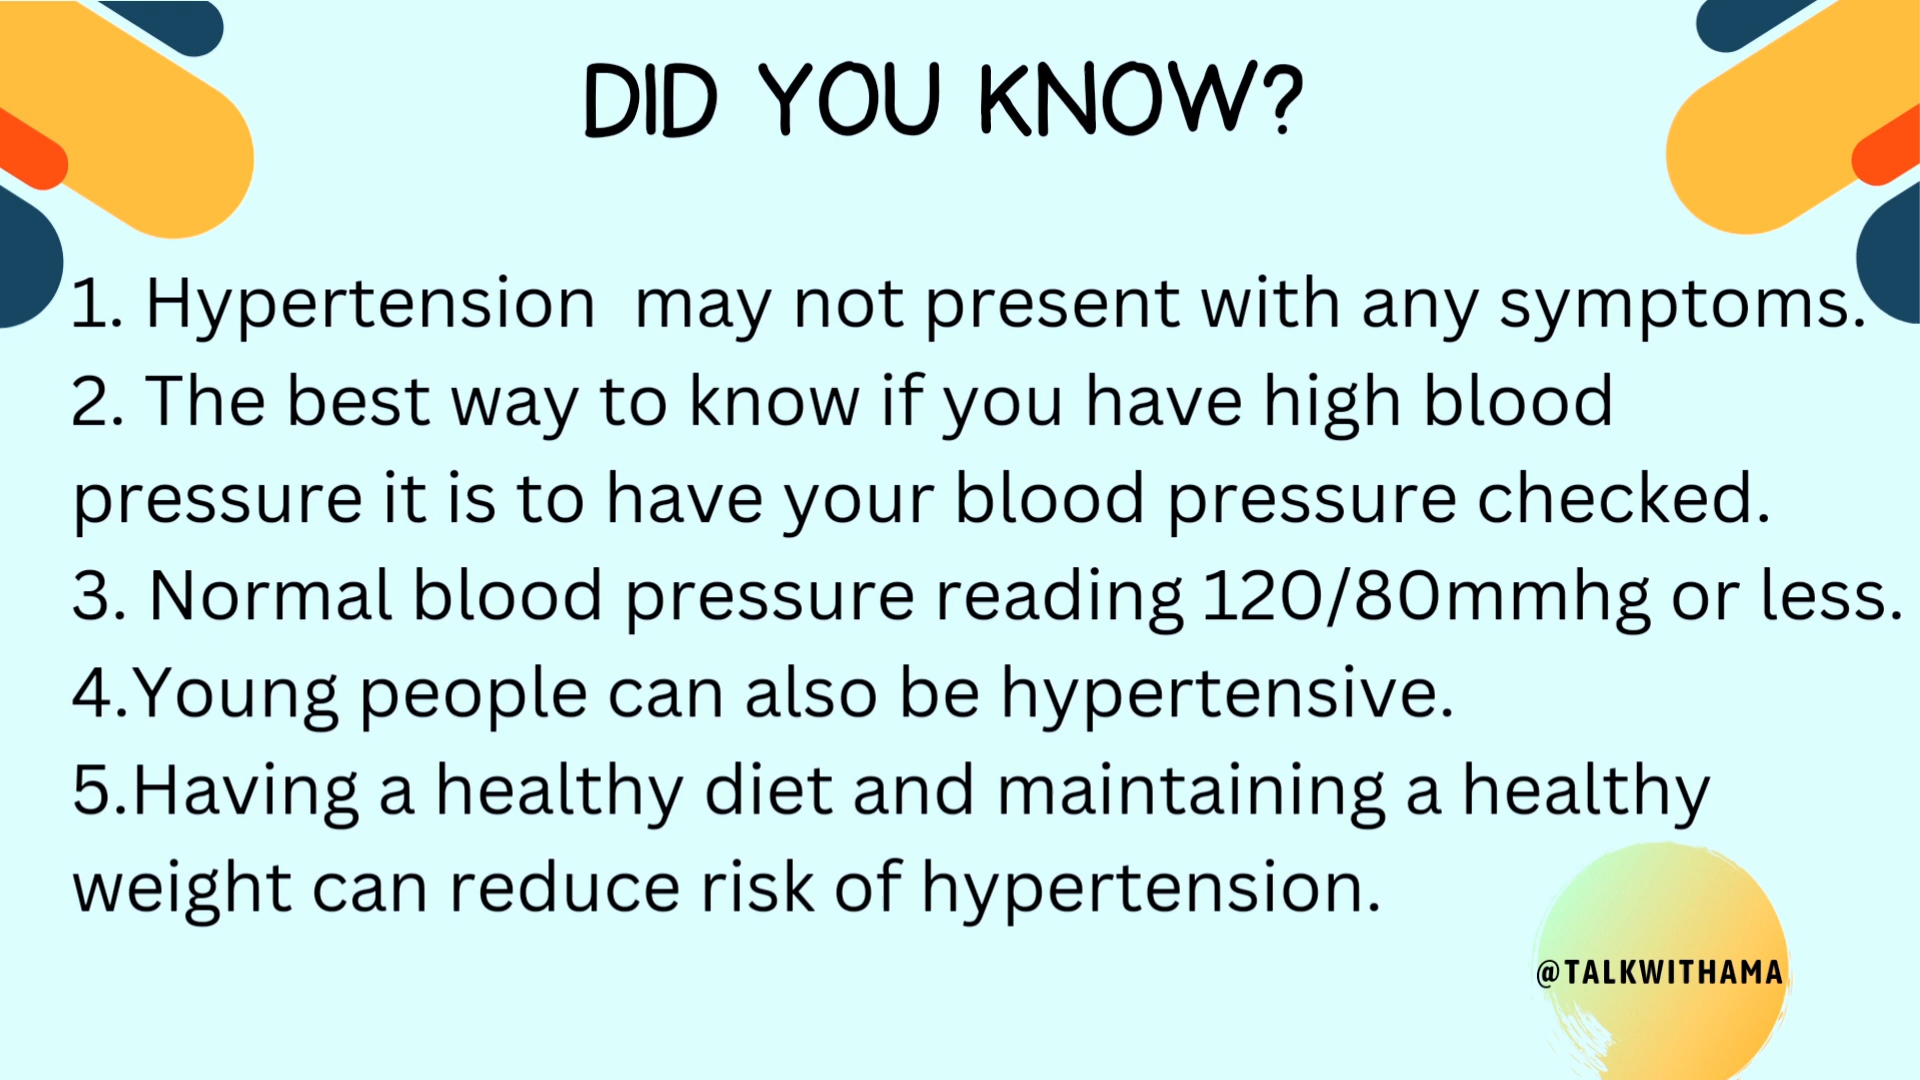 DID YOU KNOW?
1. Hypertension  may not present with any symptoms.
2. The best way to know if you have high blood
pressure it is to have your blood pressure checked.
3. Normal blood pressure reading 120/80mmhg or less.
4.Young people can also be hypertensive.
5.Having a healthy diet and maintaining a healthy
weight can reduce risk of hypertension.
@TALKWITHAMA